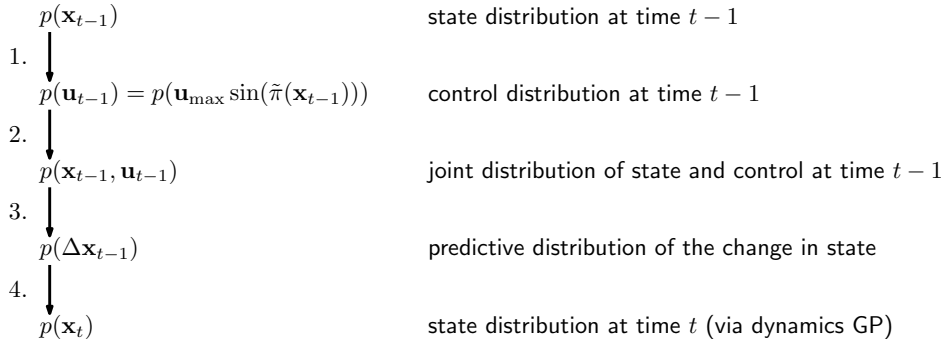 p(x_{t−1}) state distribution at time t − 1
1.
p(u_{t−1}) = p(u_max sin(π̃(x_{t−1}))) control distribution at time t − 1
2.
p(x_{t−1}, u_{t−1}) joint distribution of state and control at time t − 1
3.
p(Δx_{t−1}) predictive distribution of the change in state
4.
p(x_t) state distribution at time t (via dynamics GP)